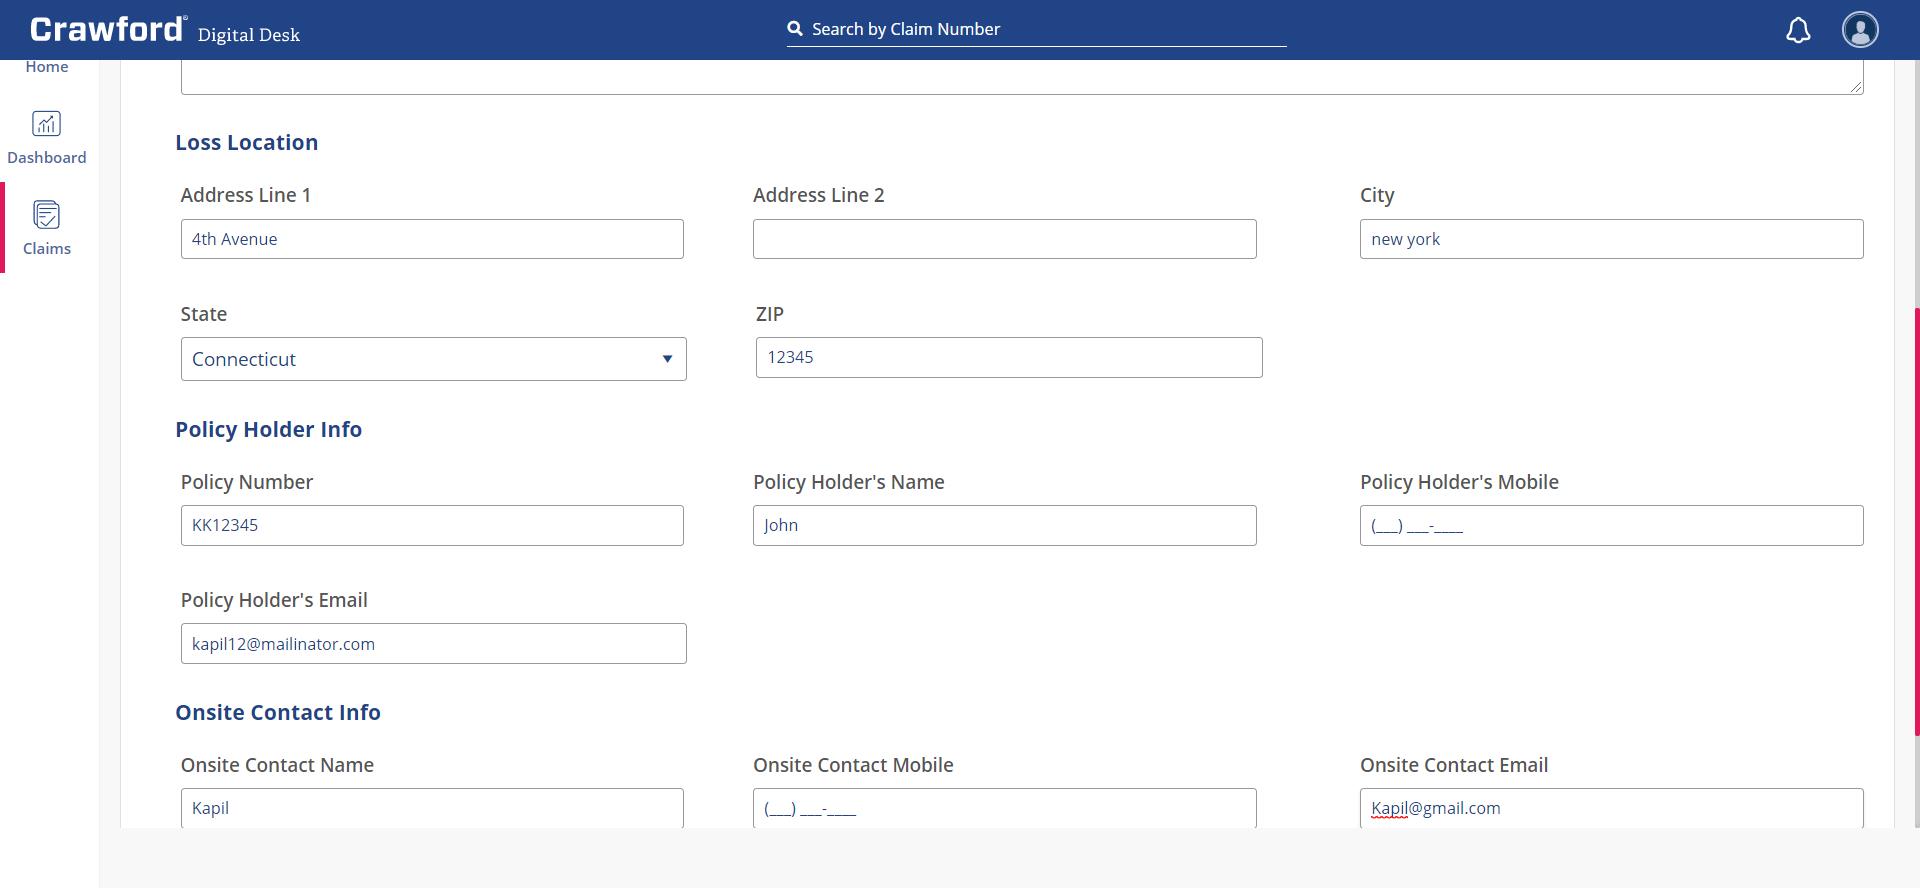 Crawford® Digital Desk
Search by Claim Number
Home
Dashboard
Claims
Loss Location
Address Line 1
4th Avenue
Address Line 2
City
new york
State
Connecticut
ZIP
12345
Policy Holder Info
Policy Number
KK12345
Policy Holder's Name
John
Policy Holder's Mobile
(___) ___-____
Policy Holder's Email
kapil12@mailinator.com
Onsite Contact Info
Onsite Contact Name
Kapil
Onsite Contact Mobile
(___) ___-____
Onsite Contact Email
Kapil@gmail.com